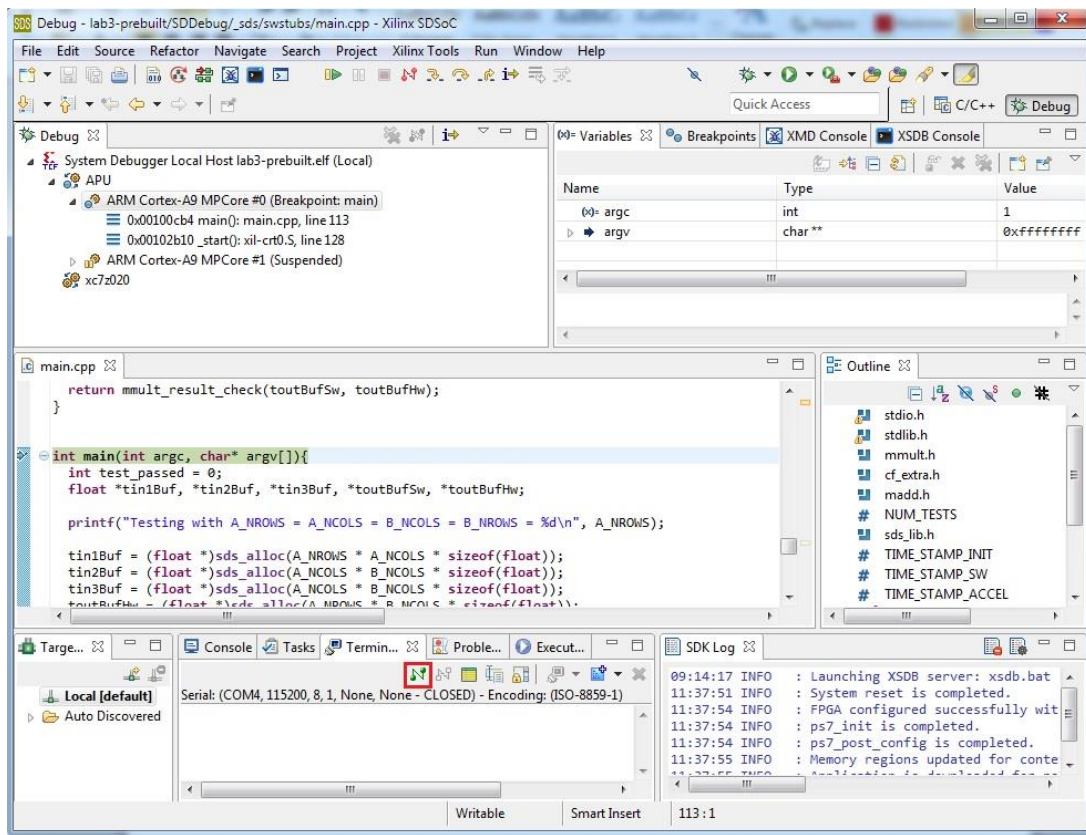 SDS Debug - lab3-prebuilt/SDDebug/_sds/swstubs/main.cpp - Xilinx SDSoC
File Edit Source Refactor Navigate Search Project Xilinx Tools Run Window Help
010
Quick Access
C/C++
Debug
Debug
System Debugger Local Host lab3-prebuilt.elf (Local)
TCF
APU
ARM Cortex-A9 MPCore #0 (Breakpoint: main)
0x00100cb4 main(): main.cpp, line 113
0x00102b10 _start(): xil-crt0.S, line 128
ARM Cortex-A9 MPCore #1 (Suspended)
xc7z020
(x)= Variables Breakpoints XMD Console XSDB Console
Name Type Value
(x)= argc int 1
argv char ** 0xffffffff
main.cpp
return mmult_result_check(toutBufSw, toutBufHw);
}
int main(int argc, char* argv[]){
int test_passed = 0;
float *tin1Buf, *tin2Buf, *tin3Buf, *toutBufSw, *toutBufHw;
printf("Testing with A_NROWS = A_NCOLS = B_NCOLS = B_NROWS = %d\n", A_NROWS);
tin1Buf = (float *)sds_alloc(A_NROWS * A_NCOLS * sizeof(float));
tin2Buf = (float *)sds_alloc(A_NCOLS * B_NCOLS * sizeof(float));
tin3Buf = (float *)sds_alloc(A_NCOLS * B_NCOLS * sizeof(float));
toutBufHw = (float *)sds_alloc(A_NROWS * B_NCOLS * sizeof(float));
Outline
stdio.h
stdlib.h
mmult.h
cf_extra.h
madd.h
# NUM_TESTS
sds_lib.h
# TIME_STAMP_INIT
# TIME_STAMP_SW
# TIME_STAMP_ACCEL
Targe...
Local [default]
Auto Discovered
Console Tasks Termin... Proble... Execut...
Serial: (COM4, 115200, 8, 1, None, None - CLOSED) - Encoding: (ISO-8859-1)
SDK Log
09:14:17 INFO : Launching XSDB server: xsdb.bat
11:37:51 INFO : System reset is completed.
11:37:54 INFO : FPGA configured successfully wit
11:37:54 INFO : ps7_init is completed.
11:37:54 INFO : ps7_post_config is completed.
11:37:55 INFO : Memory regions updated for conte
Writable Smart Insert 113:1